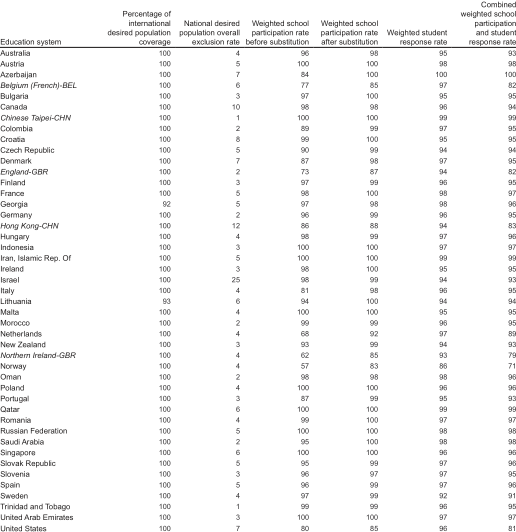 Education system Percentage of international desired population coverage National desired population overall exclusion rate Weighted school participation rate before substitution Weighted school participation rate after substitution Weighted student response rate Combined weighted school participation and student response rate
Australia 100 4 96 98 95 93
Austria 100 5 100 100 98 98
Azerbaijan 100 7 84 100 100 100
Belgium (French)-BEL 100 6 77 85 97 82
Bulgaria 100 3 97 100 95 95
Canada 100 10 98 98 96 94
Chinese Taipei-CHN 100 1 100 100 99 99
Colombia 100 2 89 99 97 95
Croatia 100 8 99 100 95 95
Czech Republic 100 5 90 99 94 94
Denmark 100 7 87 98 97 95
England-GBR 100 2 73 87 94 82
Finland 100 3 97 99 96 95
France 100 5 98 100 98 97
Georgia 92 5 97 98 98 96
Germany 100 2 96 99 96 95
Hong Kong-CHN 100 12 86 88 94 83
Hungary 100 4 98 99 97 96
Indonesia 100 3 100 100 97 97
Iran, Islamic Rep. Of 100 5 100 100 99 99
Ireland 100 3 98 100 95 95
Israel 100 25 98 99 94 93
Italy 100 4 81 98 96 95
Lithuania 93 6 94 100 94 94
Malta 100 4 100 100 95 95
Morocco 100 2 99 99 96 95
Netherlands 100 4 68 92 97 89
New Zealand 100 3 93 99 94 93
Northern Ireland-GBR 100 4 62 85 93 79
Norway 100 4 57 83 86 71
Oman 100 2 98 98 98 96
Poland 100 4 100 100 96 96
Portugal 100 3 87 99 95 93
Qatar 100 6 100 100 99 99
Romania 100 4 99 100 97 97
Russian Federation 100 5 100 100 98 98
Saudi Arabia 100 2 95 100 98 98
Singapore 100 6 100 100 96 96
Slovak Republic 100 5 95 99 97 96
Slovenia 100 3 96 97 97 95
Spain 100 5 96 99 97 96
Sweden 100 4 97 99 92 91
Trinidad and Tobago 100 1 99 99 96 95
United Arab Emirates 100 3 100 100 97 97
United States 100 7 80 85 96 81